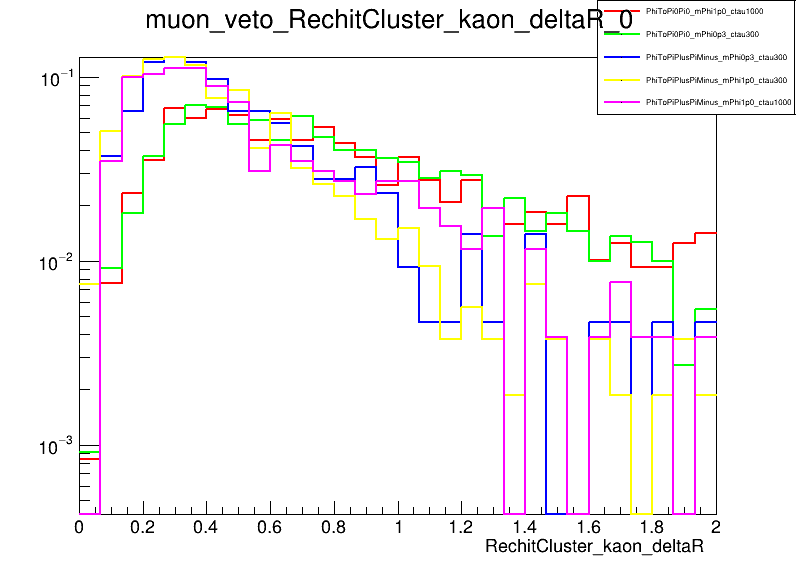 muon_veto_RechitCluster_kaon_deltaR_0
PhiToPi0Pi0_mPhi1p0_ctau1000
PhiToPi0Pi0_mPhi0p3_ctau300
PhiToPiPlusPiMinus_mPhi0p3_ctau300
PhiToPiPlusPiMinus_mPhi1p0_ctau300
PhiToPiPlusPiMinus_mPhi1p0_ctau1000
10⁻¹
10⁻²
10⁻³
0 0.2 0.4 0.6 0.8 1 1.2 1.4 1.6 1.8 2
RechitCluster_kaon_deltaR